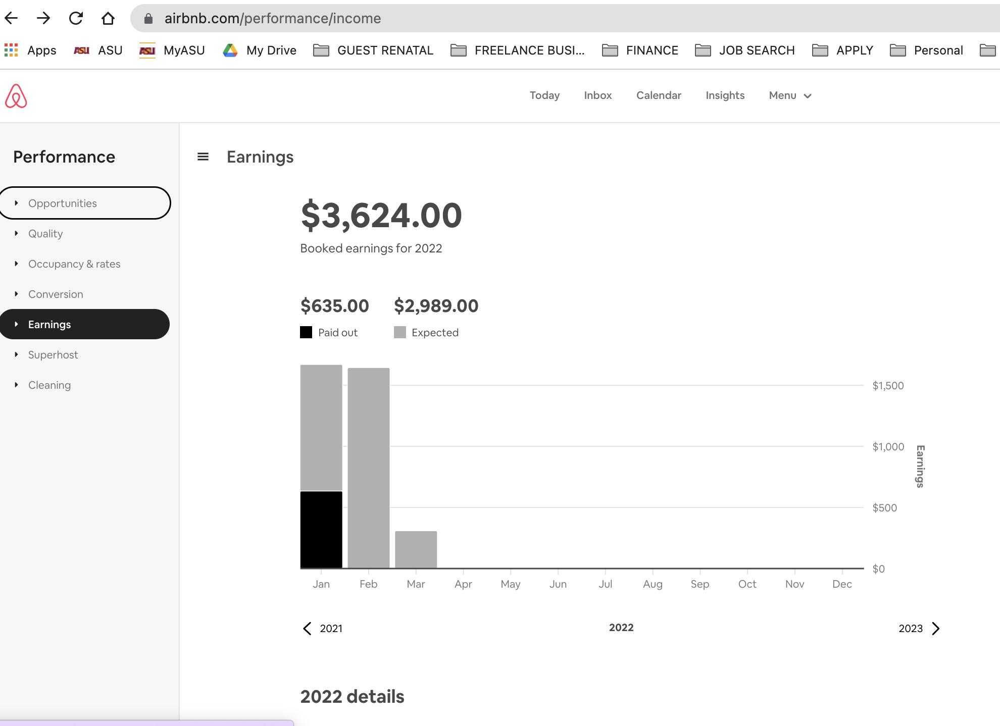 airbnb.com/performance/income
Apps ASU ASU MyASU My Drive GUEST RENATAL FREELANCE BUSI... FINANCE JOB SEARCH APPLY Personal
Today Inbox Calendar Insights Menu
Performance
Opportunities
Quality
Occupancy & rates
Conversion
Earnings
Superhost
Cleaning
Earnings
$3,624.00
Booked earnings for 2022
$635.00 $2,989.00
Paid out Expected
$1,500
$1,000
$500
$0
Earnings
Jan Feb Mar Apr May Jun Jul Aug Sep Oct Nov Dec
2021 2022 2023
2022 details